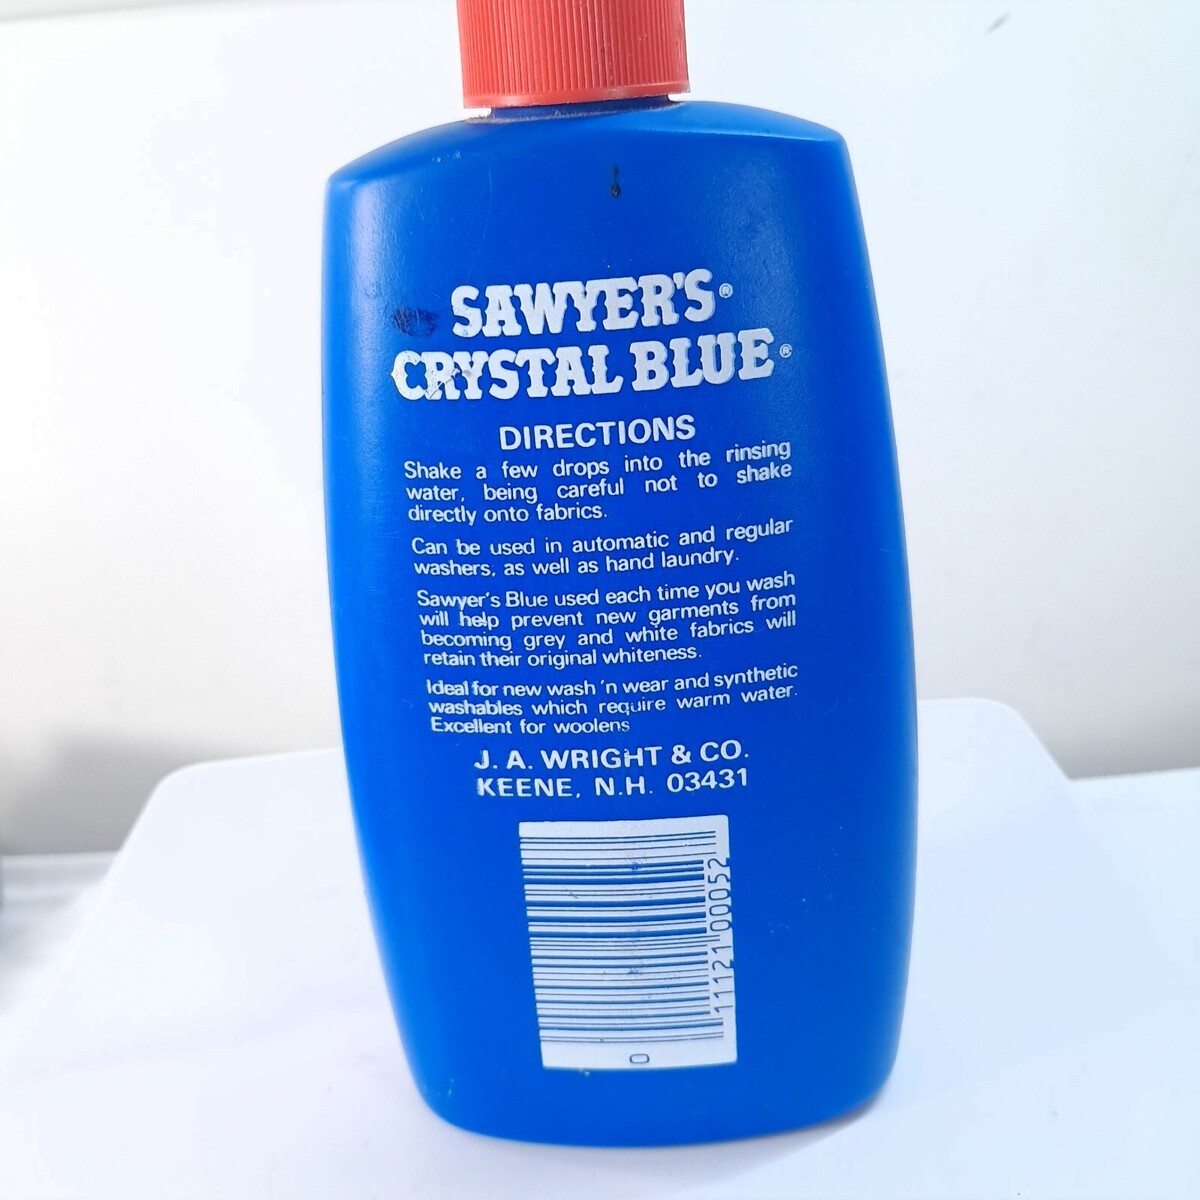 SAWYER'S®
CRYSTAL BLUE®
DIRECTIONS
Shake a few drops into the rinsing
water, being careful not to shake
directly onto fabrics.
Can be used in automatic and regular
washers, as well as hand laundry.
Sawyer's Blue used each time you wash
will help prevent new garments from
becoming grey and white fabrics will
retain their original whiteness.
Ideal for new wash 'n wear and synthetic
washables which require warm water.
Excellent for woolens
J. A. WRIGHT & CO.
KEENE, N.H. 03431
0 11121 00052